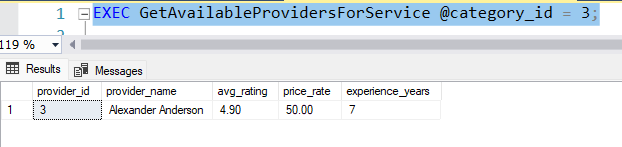 1 EXEC GetAvailableProvidersForService @category_id = 3;
2
119 %
Results Messages
provider_id provider_name avg_rating price_rate experience_years
1 3 Alexander Anderson 4.90 50.00 7